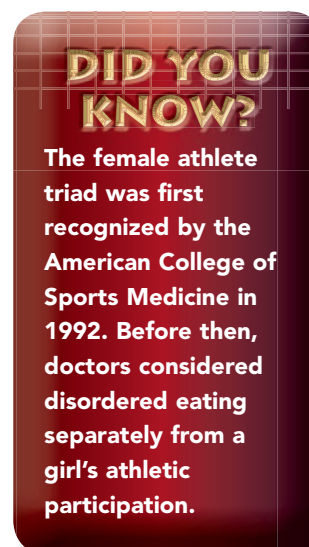 DID YOU
KNOW?
The female athlete
triad was first
recognized by the
American College of
Sports Medicine in
1992. Before then,
doctors considered
disordered eating
separately from a
girl's athletic
participation.